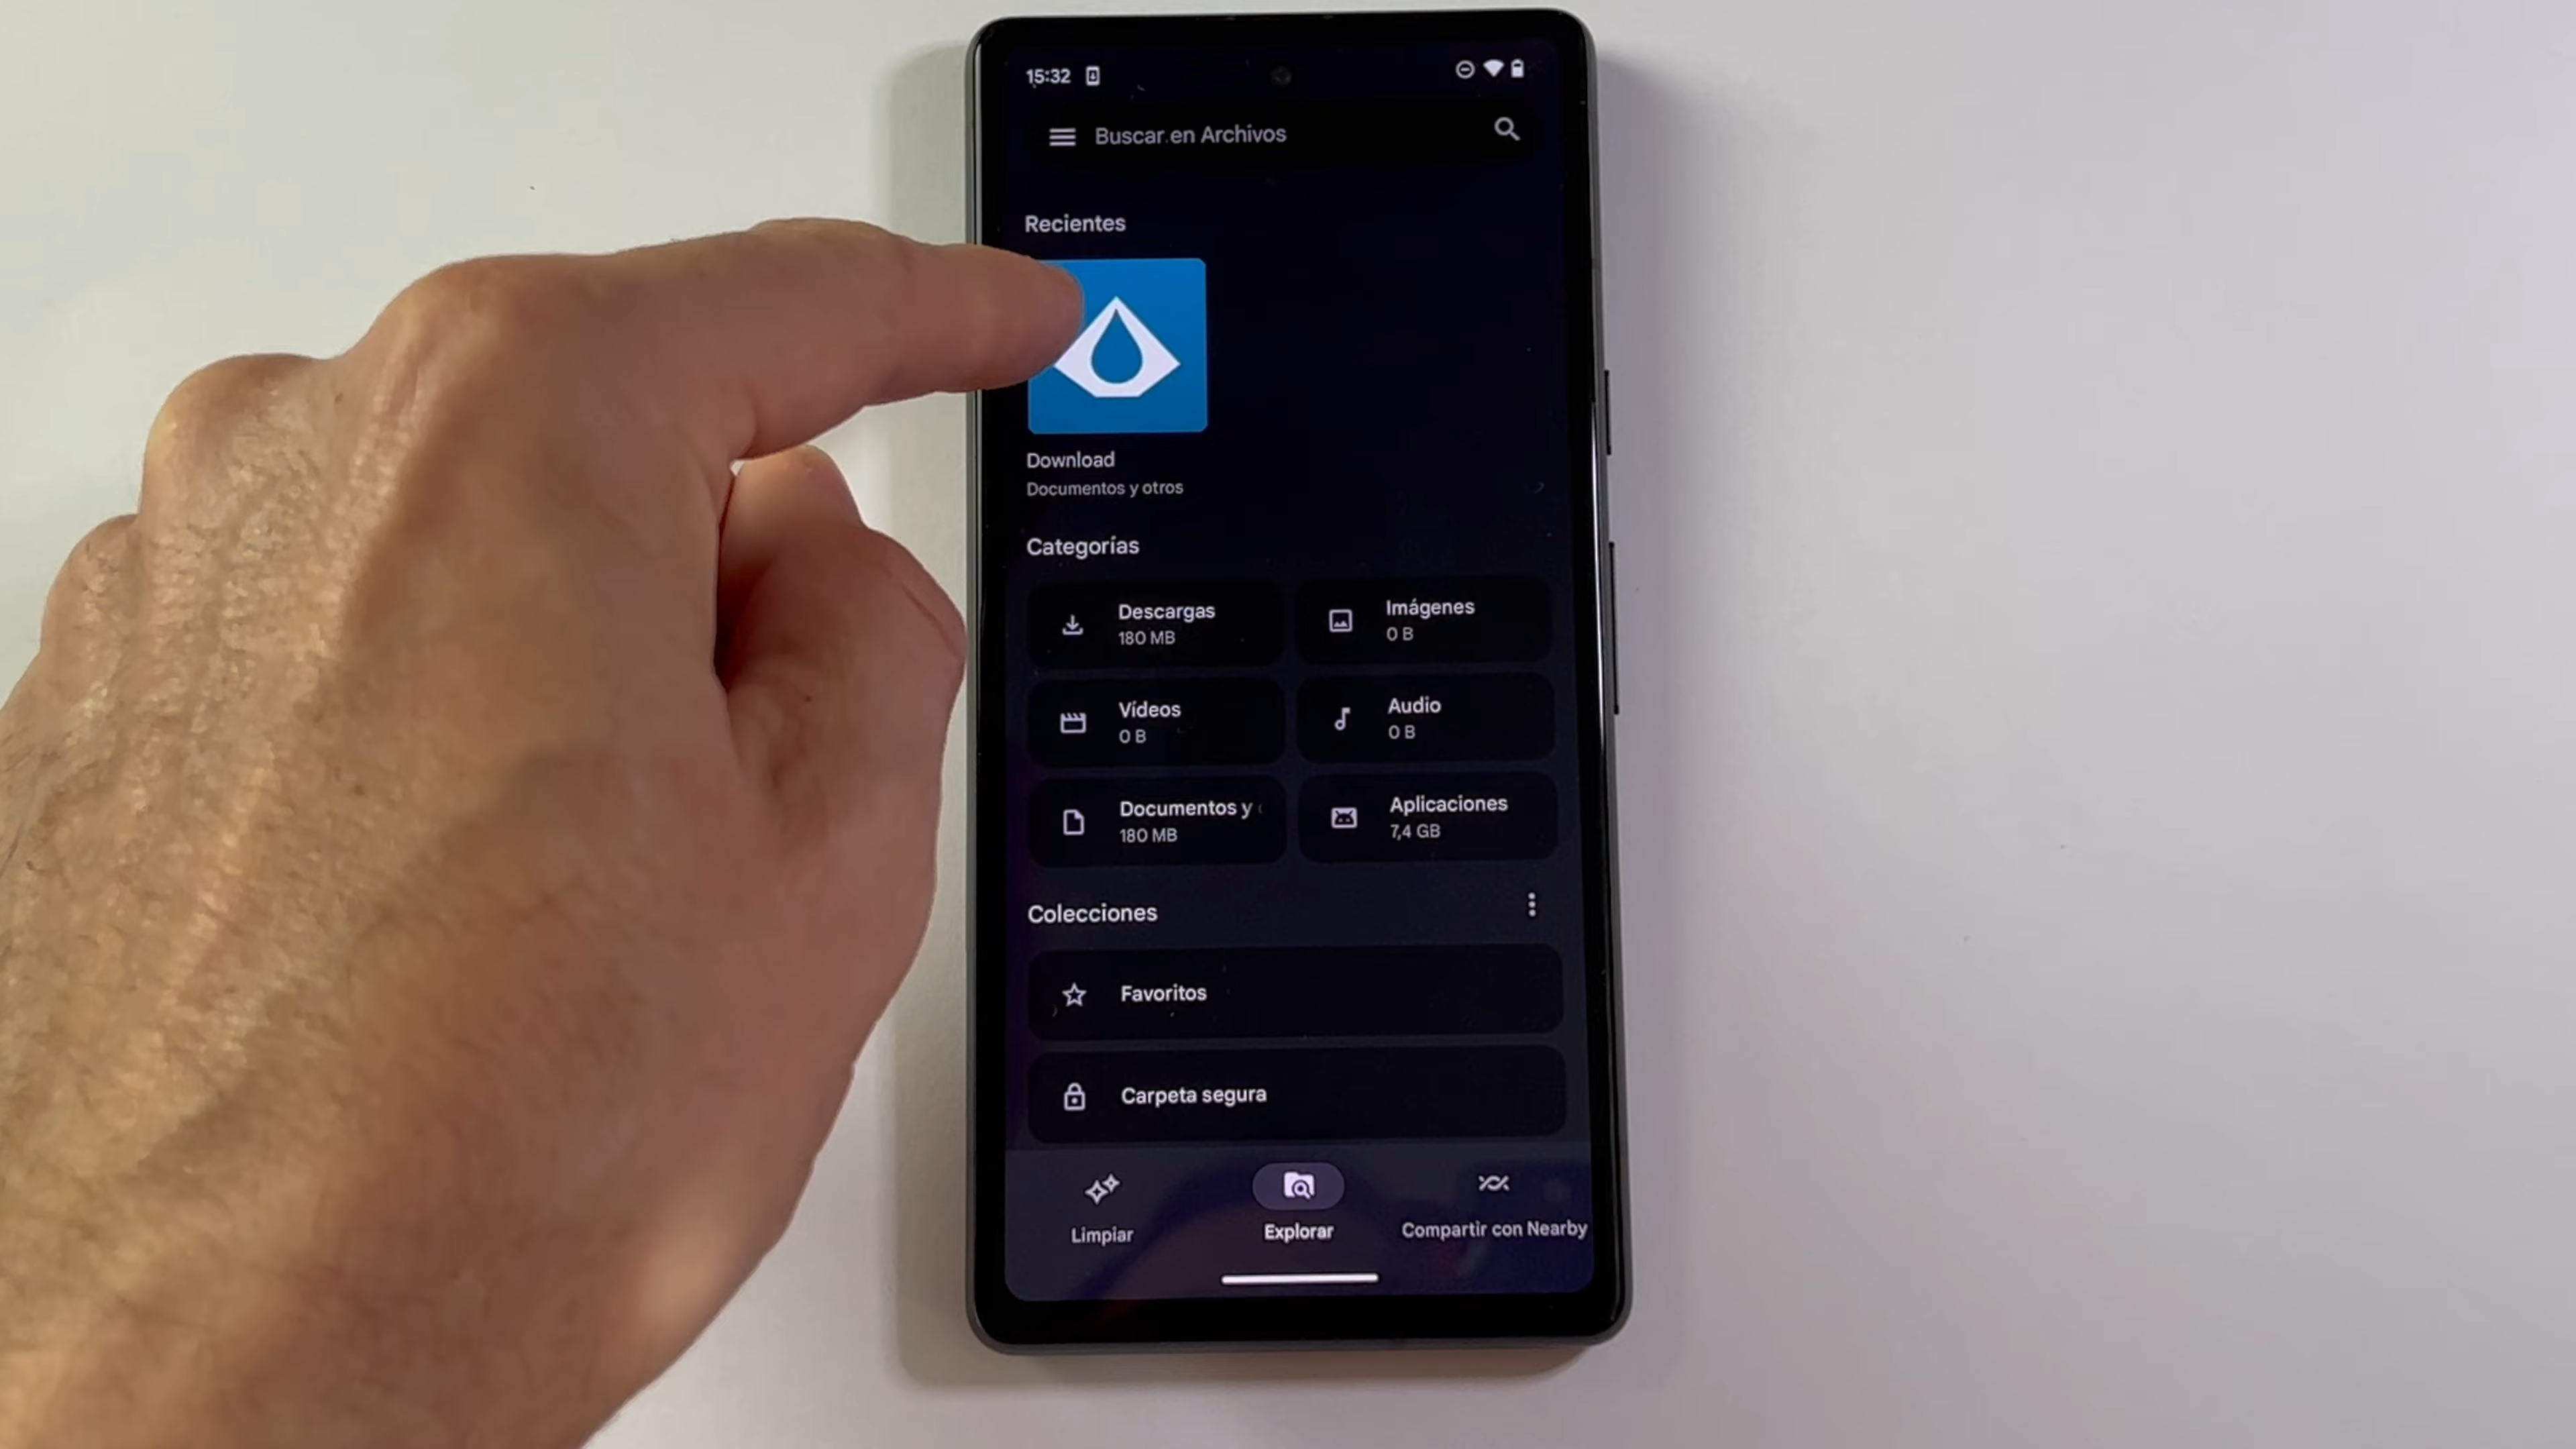 15:32
Buscar en Archivos
Recientes
Download
Documentos y otros
Categorías
Descargas
180 MB
Imágenes
0 B
Vídeos
0 B
Audio
0 B
Documentos y
180 MB
Aplicaciones
7,4 GB
Colecciones
Favoritos
Carpeta segura
Limpiar
Explorar
Compartir con Nearby